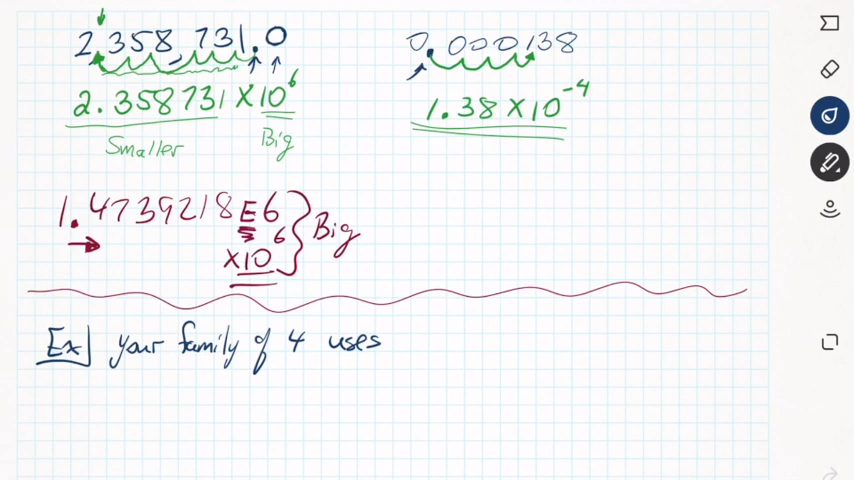 2,358,731.0
2.358731 × 10^6
Smaller
Big
0.000138
1.38 × 10^-4
1.4739218E6
×10^6
Big
Ex| your family of 4 uses